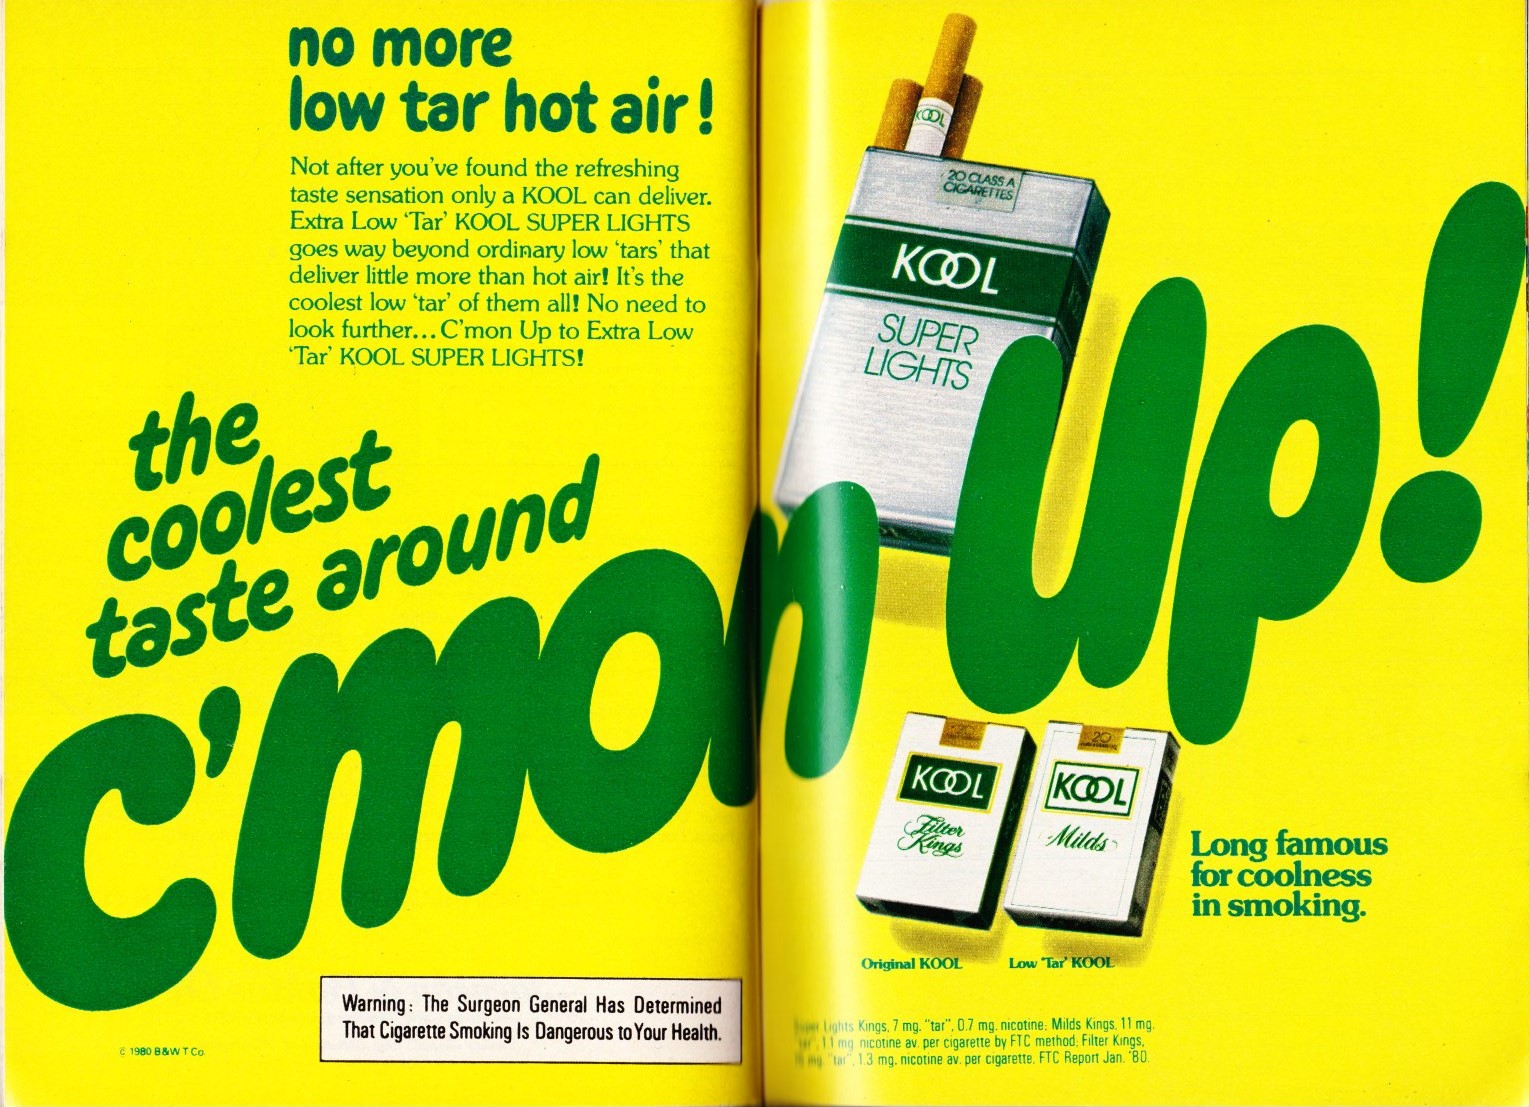 no more
low tar hot air!
Not after you've found the refreshing
taste sensation only a KOOL can deliver.
Extra Low ‘Tar’ KOOL SUPER LIGHTS
goes way beyond ordinary low ‘tars’ that
deliver little more than hot air! It's the
coolest low ‘tar’ of them all! No need to
look further...C'mon Up to Extra Low
‘Tar’ KOOL SUPER LIGHTS!
the
coolest
taste around
c'mon up!
Warning: The Surgeon General Has Determined
That Cigarette Smoking Is Dangerous to Your Health.
© 1980 B&W T Co.
KOOL
20 CLASS A
CIGARETTES
KOOL
SUPER
LIGHTS
20
KOOL
Filter
Kings
20
KOOL
Milds
Original KOOL
Low ‘Tar’ KOOL
Long famous
for coolness
in smoking.
Lights Kings, 7 mg. "tar", 0.7 mg. nicotine; Milds Kings, 11 mg.
1.1 mg. nicotine av. per cigarette by FTC method; Filter Kings,
mg. "tar", 1.3 mg. nicotine av. per cigarette, FTC Report Jan. '80.